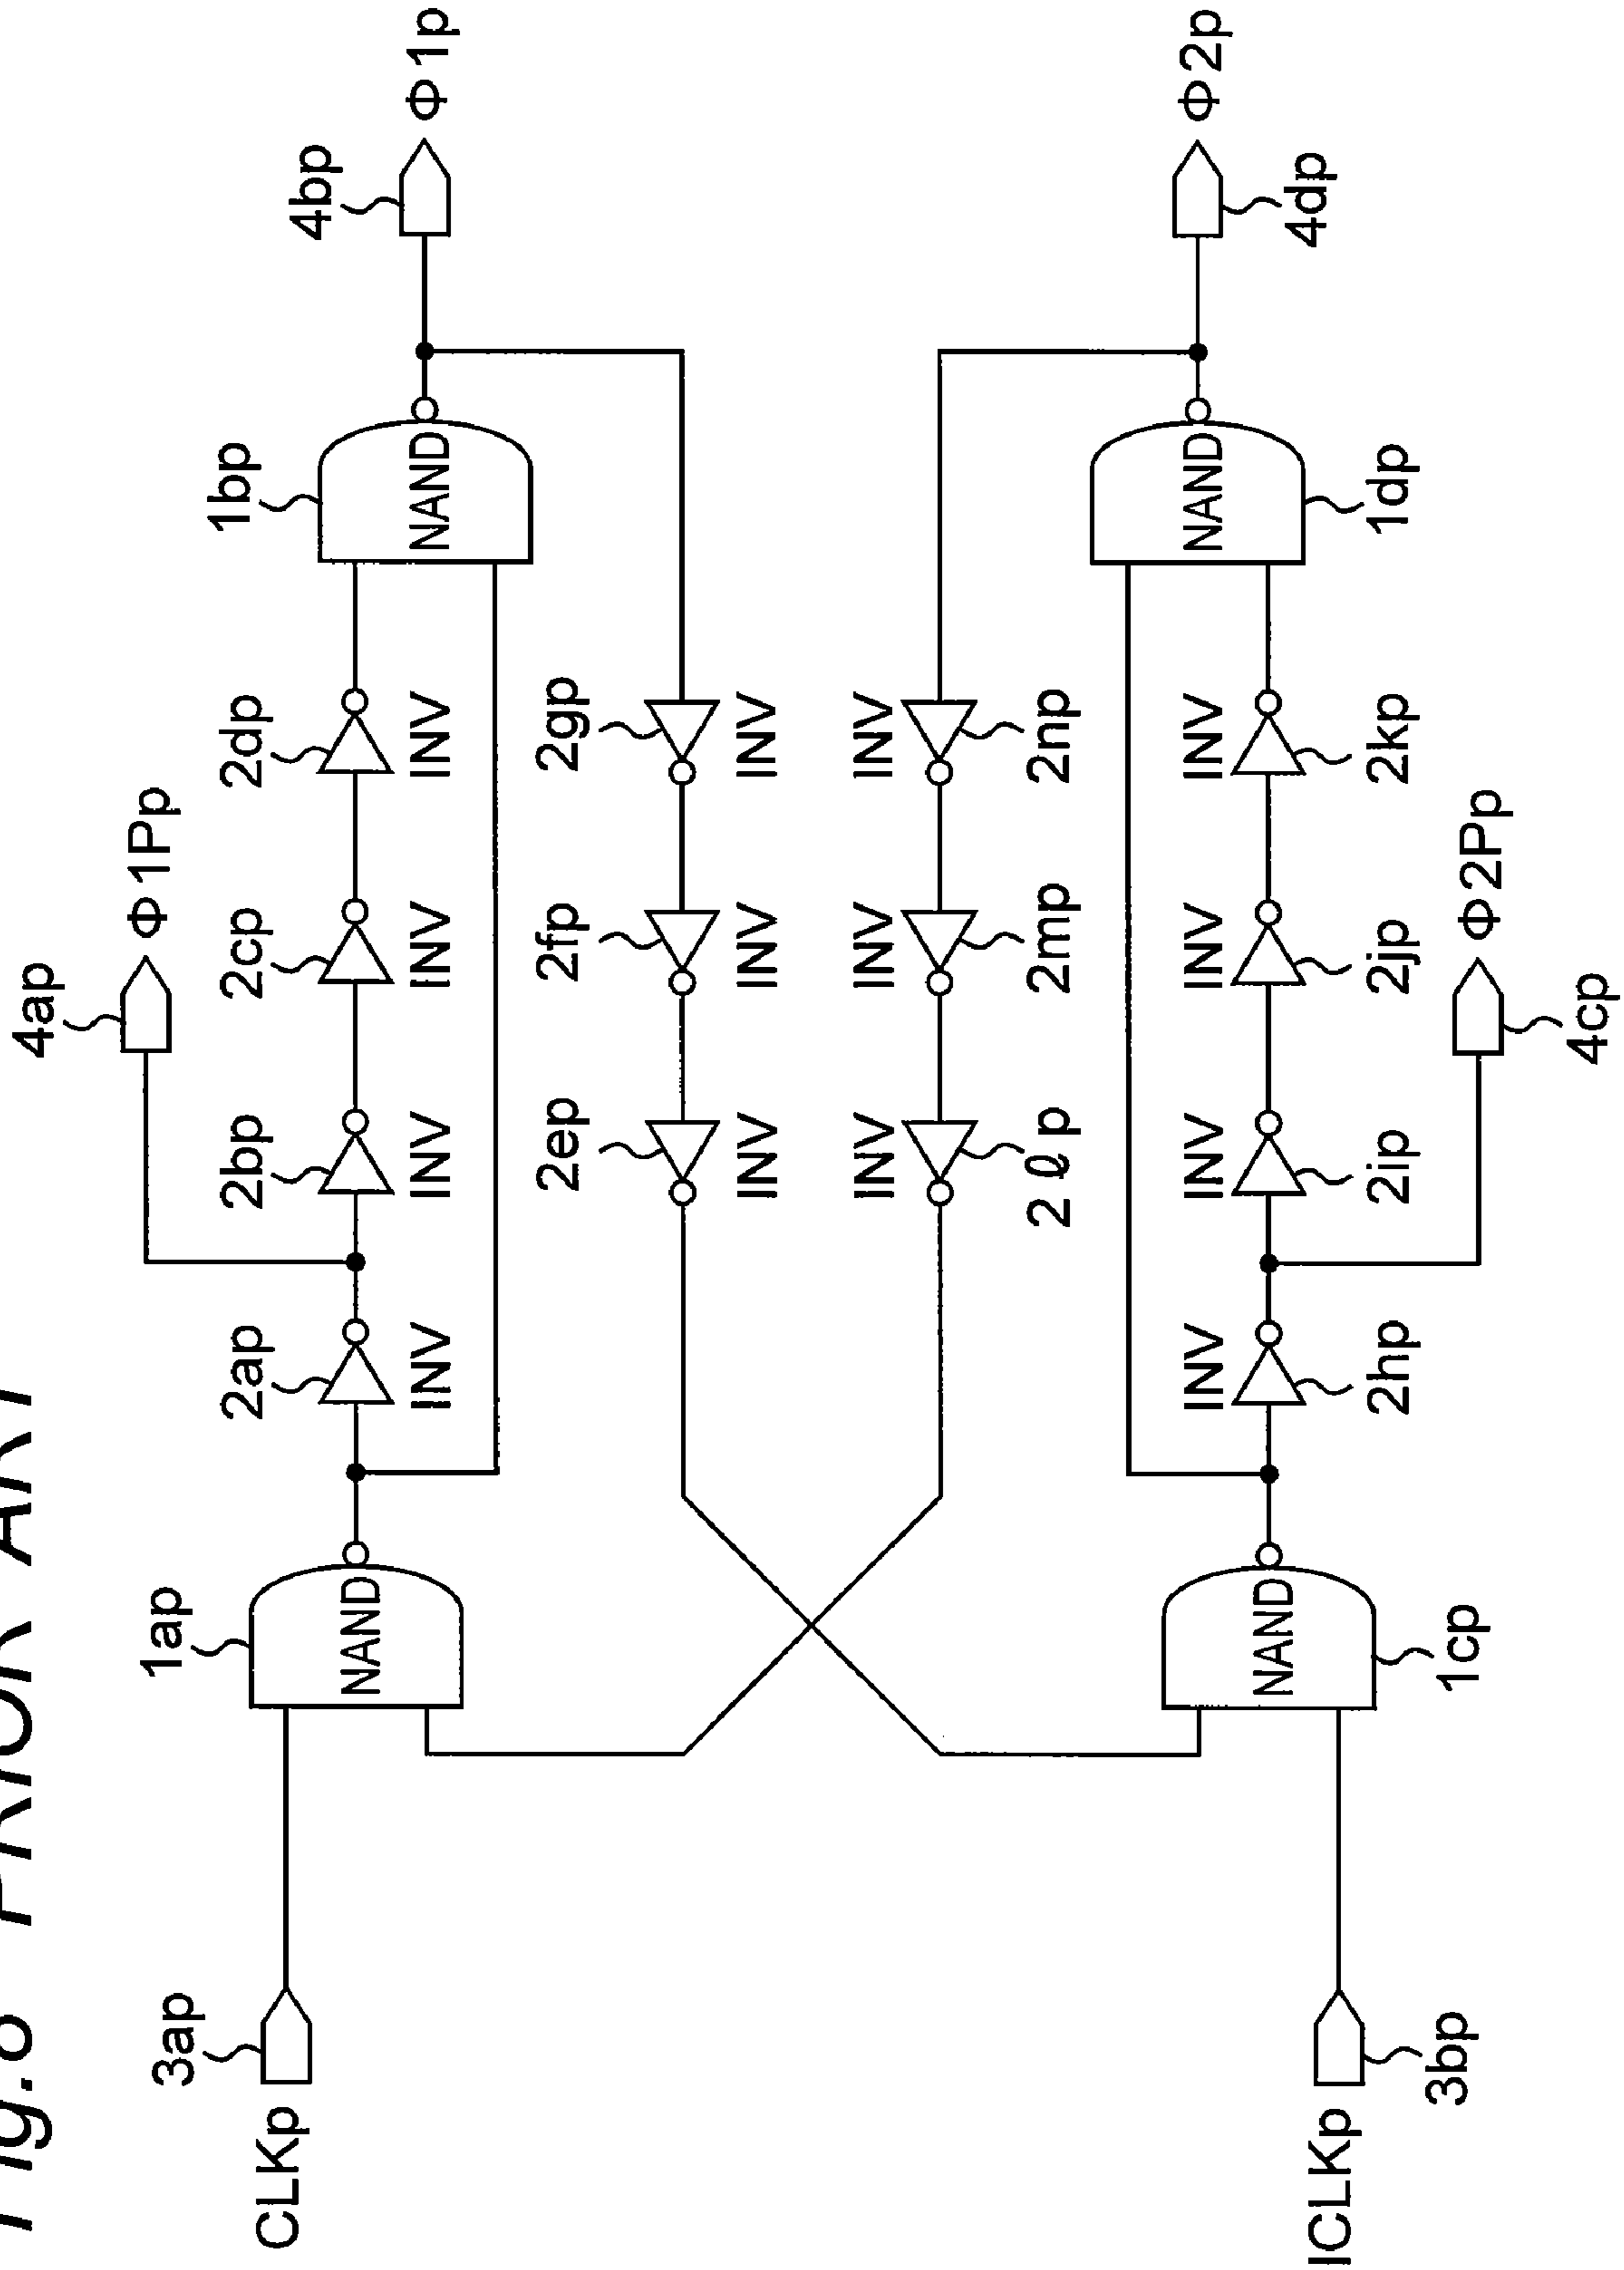 Fig.8 PRIOR ART
4ap
Φ1Pp
1ap
2ap
2bp
2cp
2dp
1bp
4bp
3ap
CLKp
NAND
INV
INV
INV
INV
NAND
Φ1p
2ep
2fp
2gp
INV
INV
INV
INV
INV
INV
2ℓp
2mp
2np
ICLKp
3bp
NAND
1cp
INV
INV
INV
INV
2hp
2ip
2jp
2kp
NAND
1dp
Φ2p
4dp
Φ2Pp
4cp